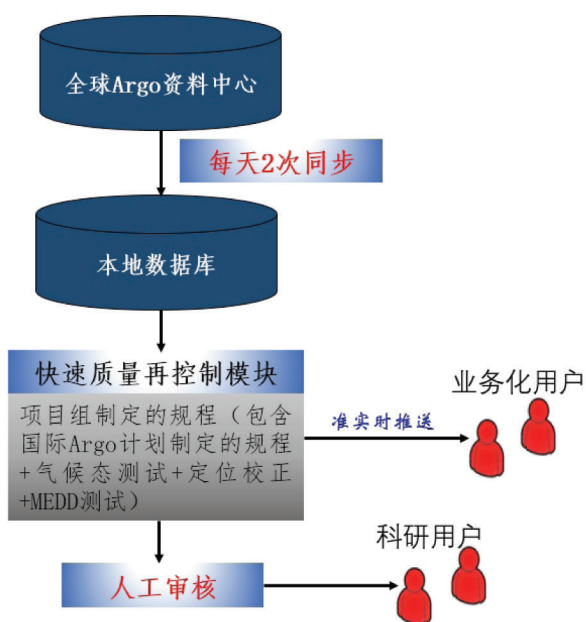 全球Argo资料中心
每天2次同步
本地数据库
快速质量再控制模块
项目组制定的规程（包含
国际Argo计划制定的规程
+气候态测试+定位校正
+MEDD测试）
准实时推送
业务化用户
人工审核
科研用户